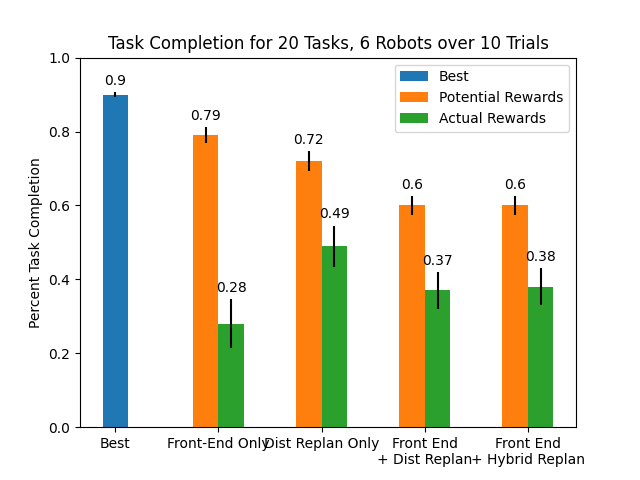 Task Completion for 20 Tasks, 6 Robots over 10 Trials
Percent Task Completion
1.0
0.8
0.6
0.4
0.2
0.0
Best
Potential Rewards
Actual Rewards
0.9
0.79
0.28
0.72
0.49
0.6
0.37
0.6
0.38
Best
Front-End Only
Dist Replan Only
Front End
+ Dist Replan
Front End
+ Hybrid Replan